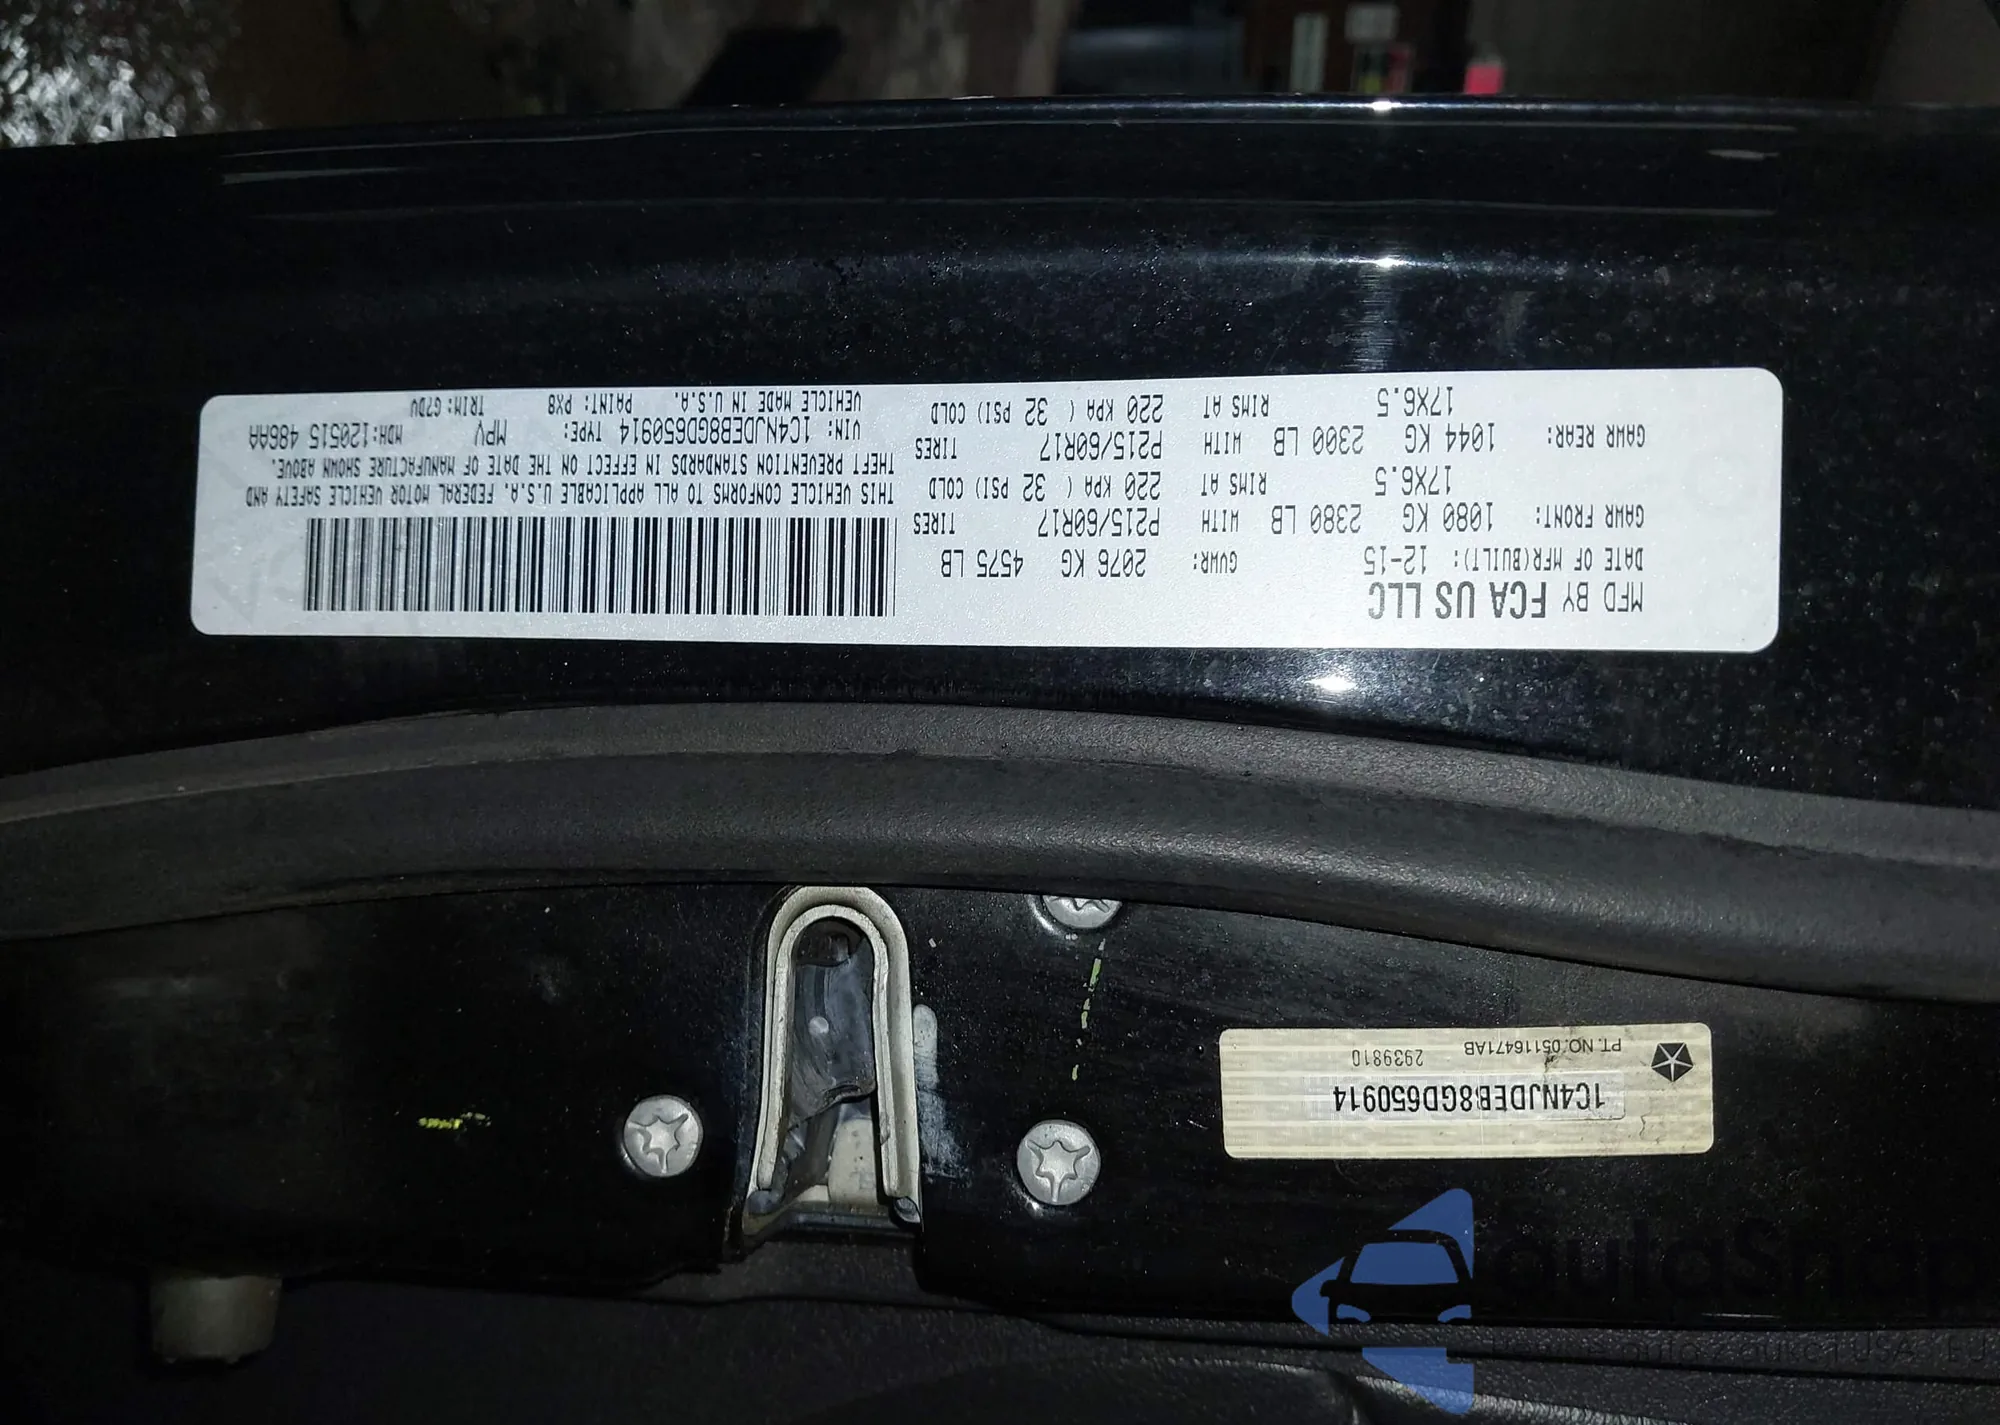 MFD BY FCA US LLC
DATE OF MFR(BUILT): 12-15 GVWR: 2076 KG 4575 LB
GAWR FRONT: 1080 KG 2380 LB WITH P215/60R17 TIRES
17X6.5 RIMS AT 220 KPA ( 32 PSI) COLD
GAWR REAR: 1044 KG 2300 LB WITH P215/60R17 TIRES
17X6.5 RIMS AT 220 KPA ( 32 PSI) COLD
THIS VEHICLE CONFORMS TO ALL APPLICABLE U.S.A. FEDERAL MOTOR VEHICLE SAFETY AND
THEFT PREVENTION STANDARDS IN EFFECT ON THE DATE OF MANUFACTURE SHOWN ABOVE.
VIN: 1C4NJDEB8GD650914 TYPE: MPV MDH:120515 486AA
VEHICLE MADE IN U.S.A. PAINT: PX8 TRIM: G7DV
1C4NJDEB8GD650914
PT. NO. 05116471AB 2939810